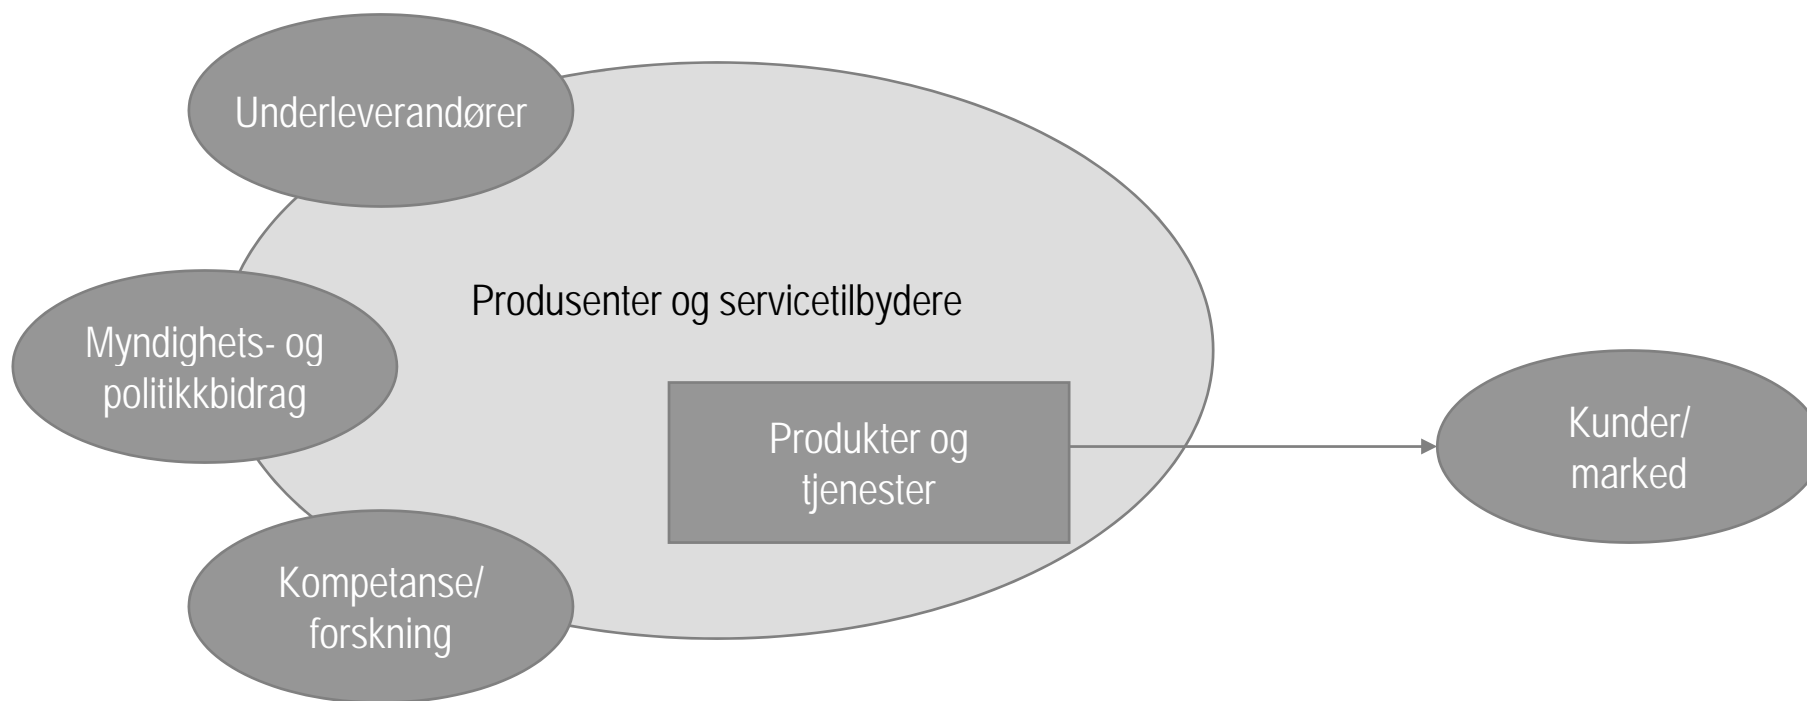 Underleverandører
Produsenter og servicetilbydere
Myndighets- og
politikkbidrag
Produkter og
tjenester
Kunder/
marked
Kompetanse/
forskning